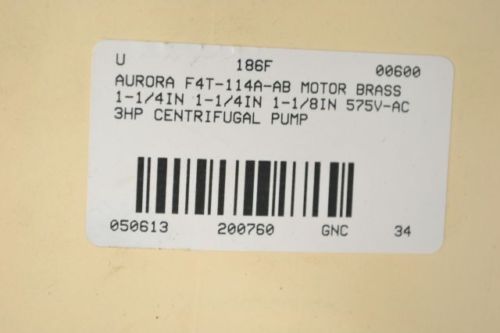 U 186F 00600
AURORA F4T-114A-AB MOTOR BRASS
1-1/4IN 1-1/4IN 1-1/8IN 575V-AC
3HP CENTRIFUGAL PUMP
050613 200760 GNC 34